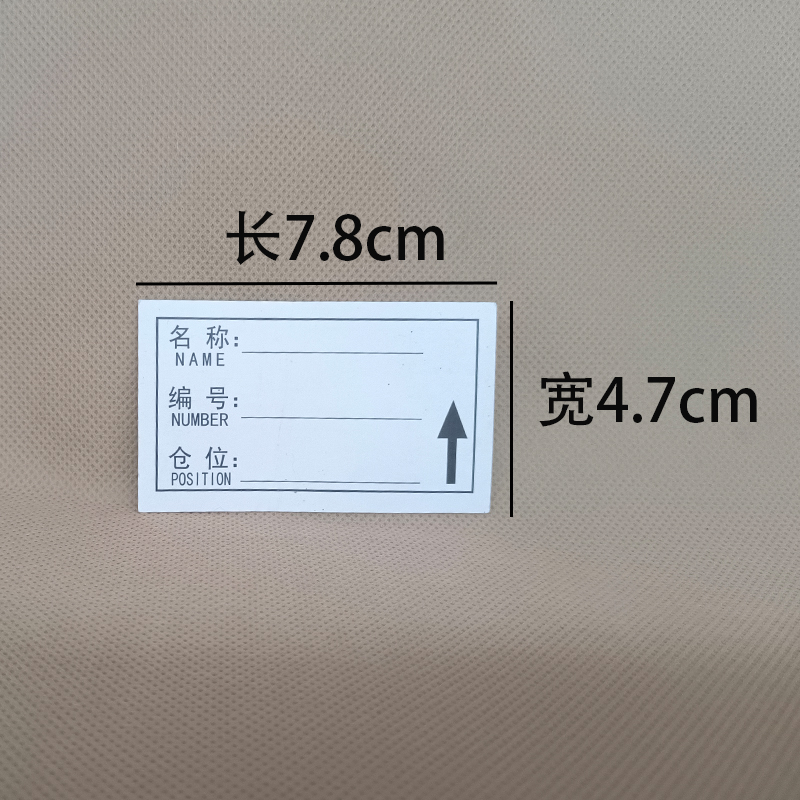 长7.8cm
名 称:
NAME
编 号:
NUMBER
仓 位:
POSITION
宽4.7cm